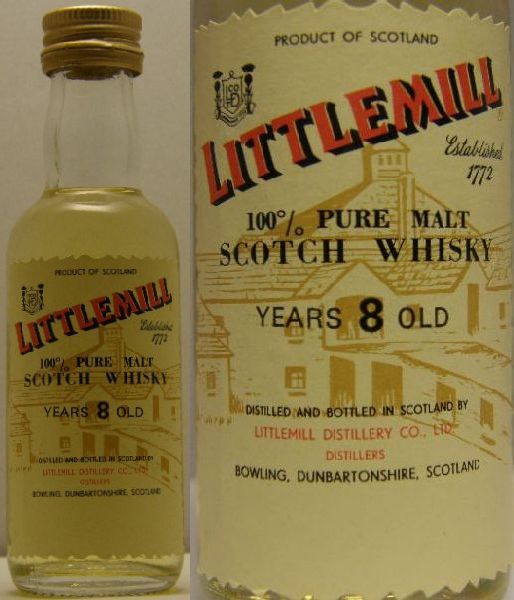 PRODUCT OF SCOTLAND
LITTLEMILL
Established
1772
100% PURE MALT
SCOTCH WHISKY
YEARS 8 OLD
DISTILLED AND BOTTLED IN SCOTLAND BY
LITTLEMILL DISTILLERY CO., LTD.
DISTILLERS
BOWLING, DUNBARTONSHIRE, SCOTLAND
PRODUCT OF SCOTLAND
LITTLEMILL
Established
1772
100% PURE MALT
SCOTCH WHISKY
YEARS 8 OLD
DISTILLED AND BOTTLED IN SCOTLAND BY
LITTLEMILL DISTILLERY CO., LTD.
DISTILLERS
BOWLING, DUNBARTONSHIRE, SCOTLAND